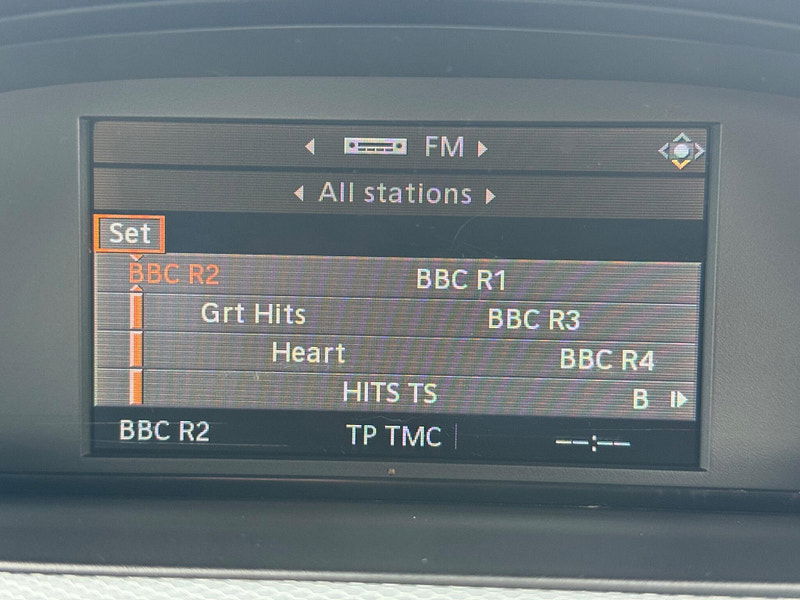 FM
All stations
Set
BBC R2 BBC R1
Grt Hits BBC R3
Heart BBC R4
HITS TS B
BBC R2 TP TMC --:--